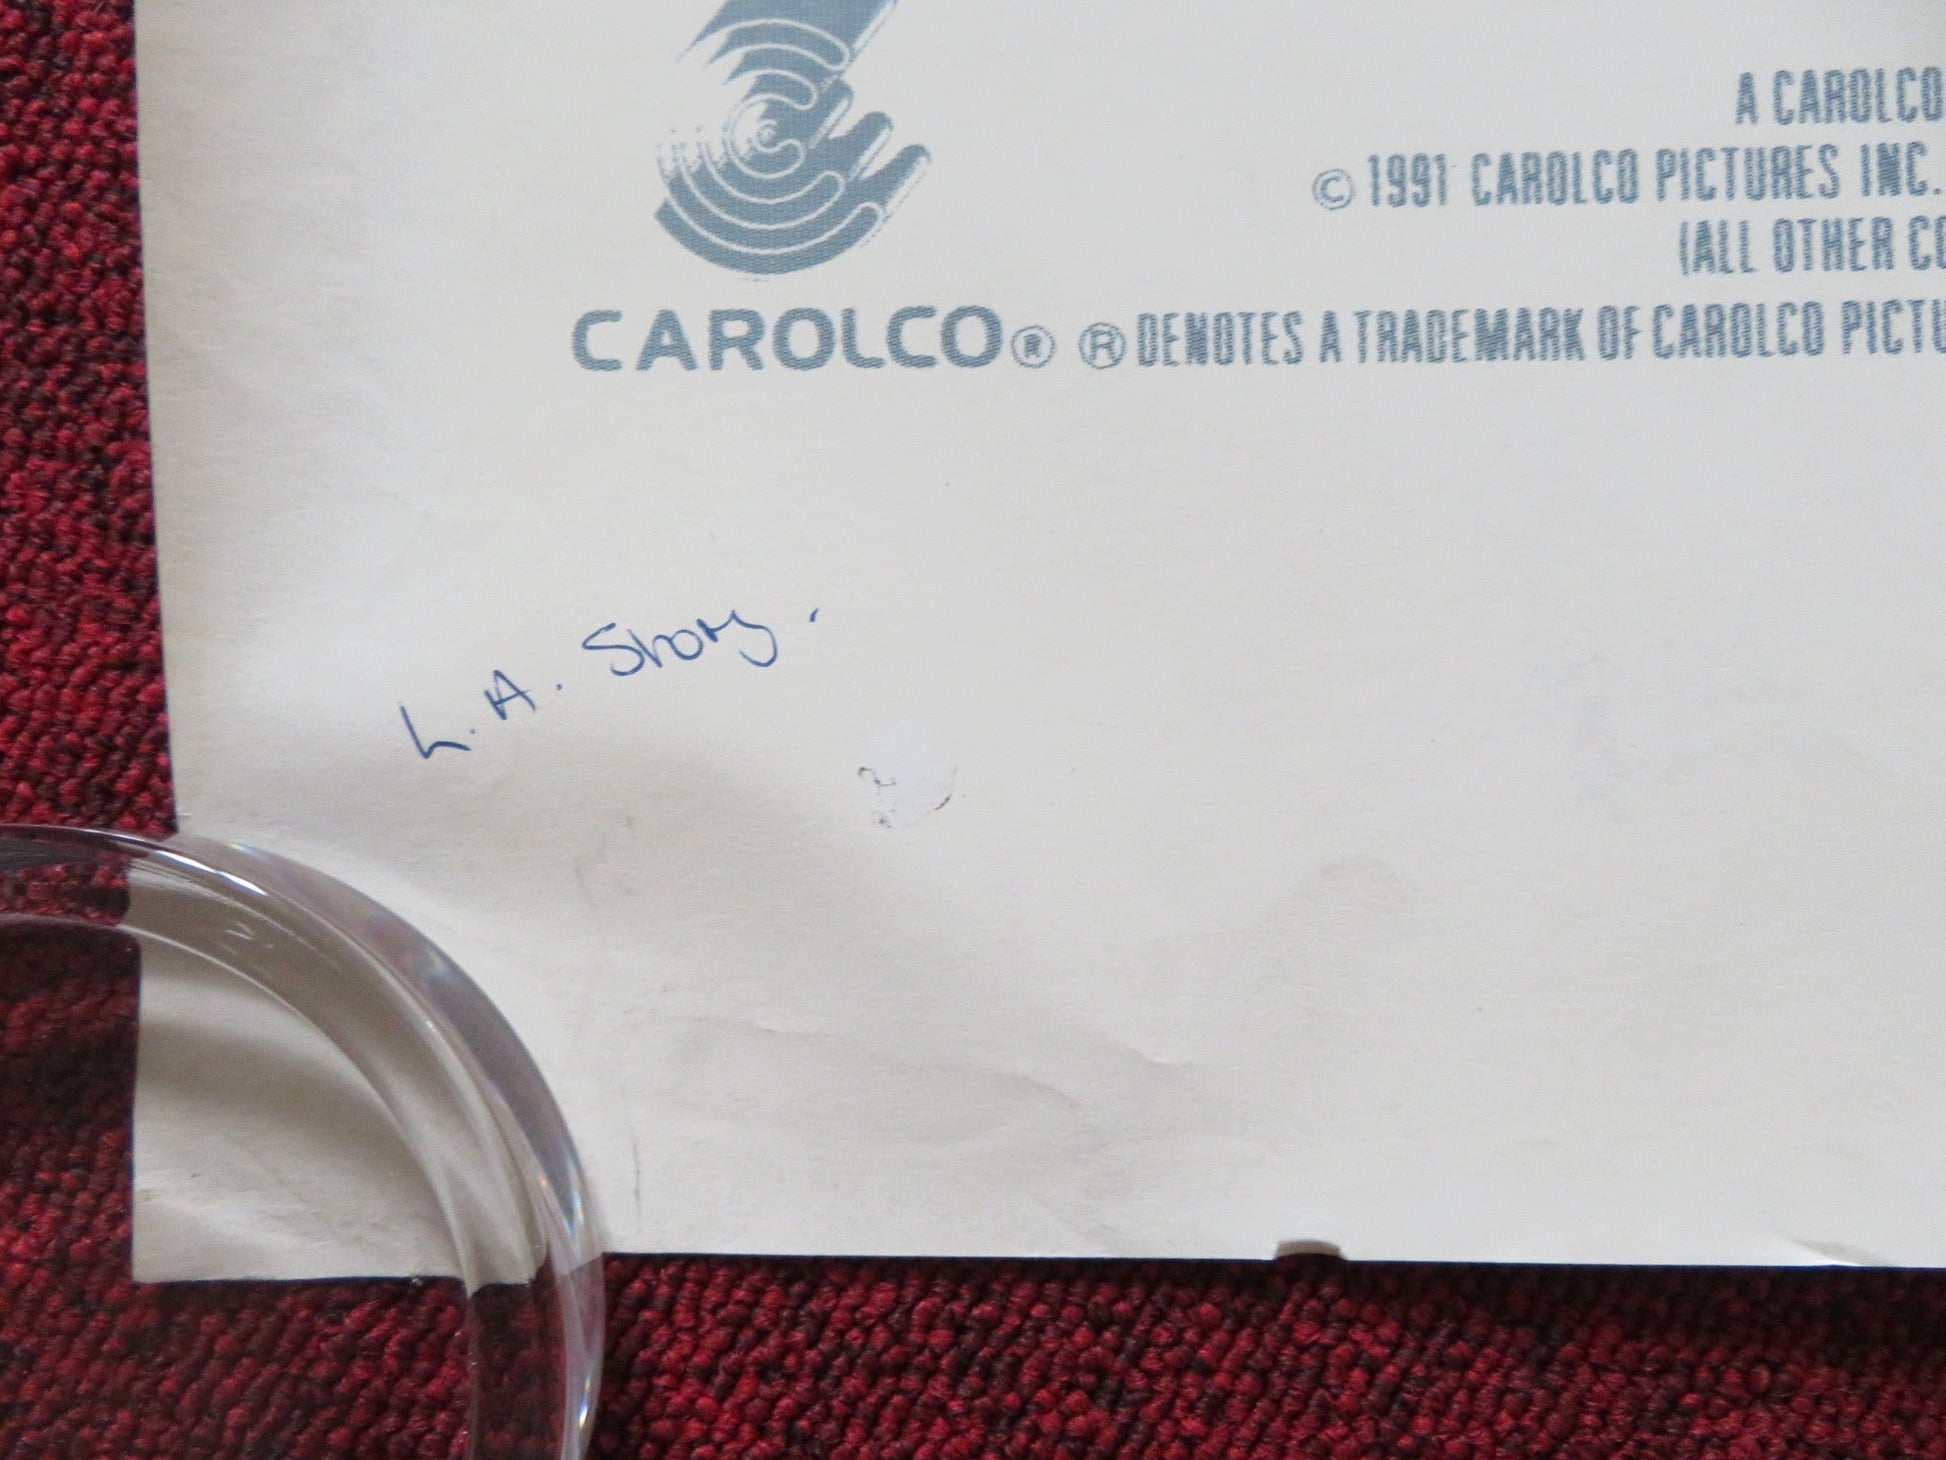 A CAROLCO
© 1991 CAROLCO PICTURES INC.
(ALL OTHER CO
CAROLCO® ® DENOTES A TRADEMARK OF CAROLCO PICTU
L.A. Story.